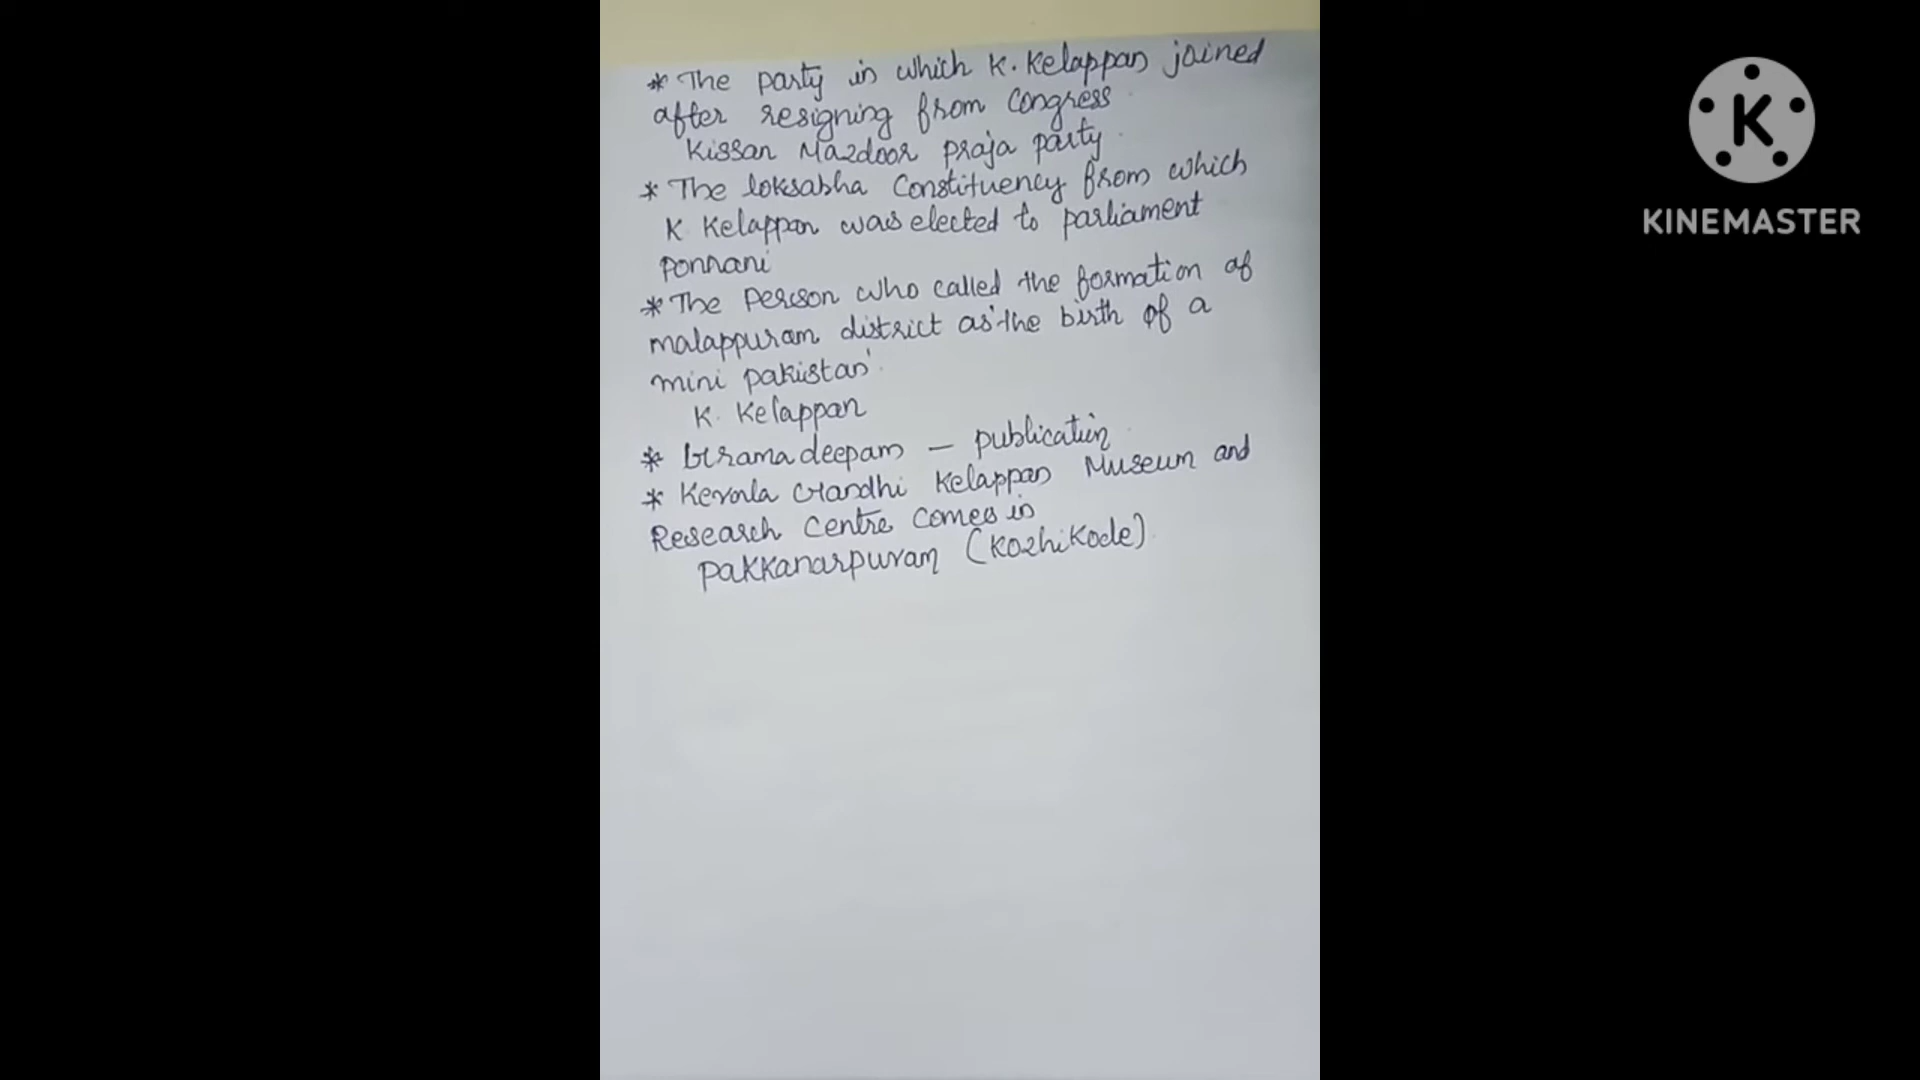 * The party in which K. Kelappan joined
after resigning from Congress
Kissan Mazdoor praja party
* The loksabha Constituency from which
K Kelappan was elected to parliament
ponnani
* The Person who called the formation of
malappuram district as 'the birth of a
mini pakistan'
K. Kelappan
* Gramadeepam — publication
* Kerala Gandhi Kelappan Museum and
Research Centre comes in
pakkanarpuram (Kozhikode)
K
KINEMASTER